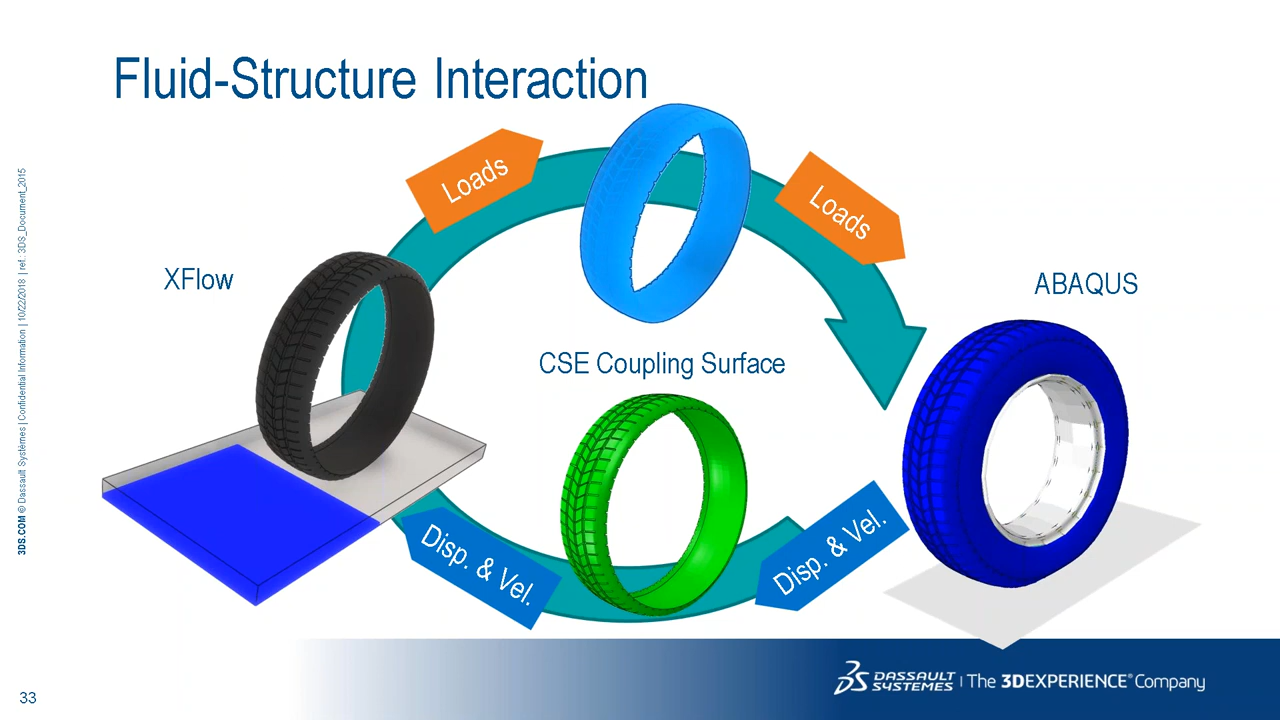 Fluid-Structure Interaction
Loads
Loads
XFlow
ABAQUS
CSE Coupling Surface
Disp. & Vel.
Disp. & Vel.
3DS.COM © Dassault Systèmes | Confidential Information | 10/22/2018 | ref.: 3DS_Document_2015
33
DASSAULT
SYSTEMES | The 3DEXPERIENCE® Company